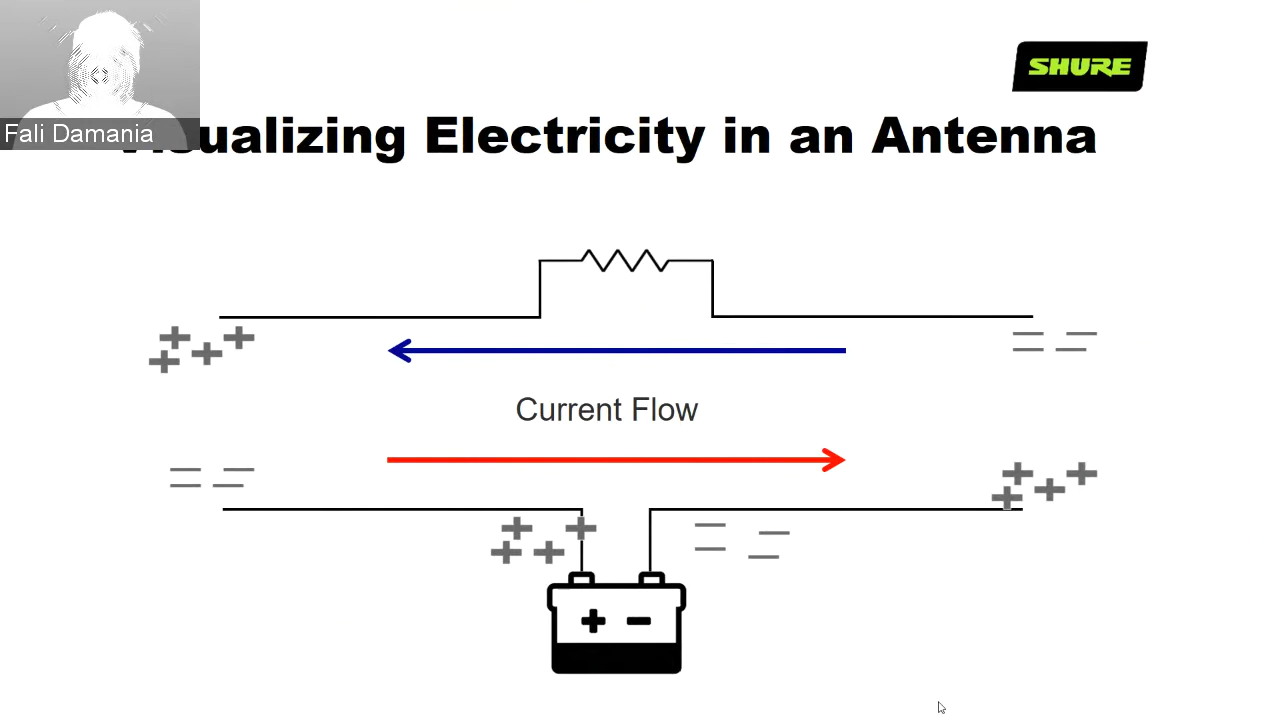 SHURE
Fali Damania
ualizing Electricity in an Antenna
Current Flow